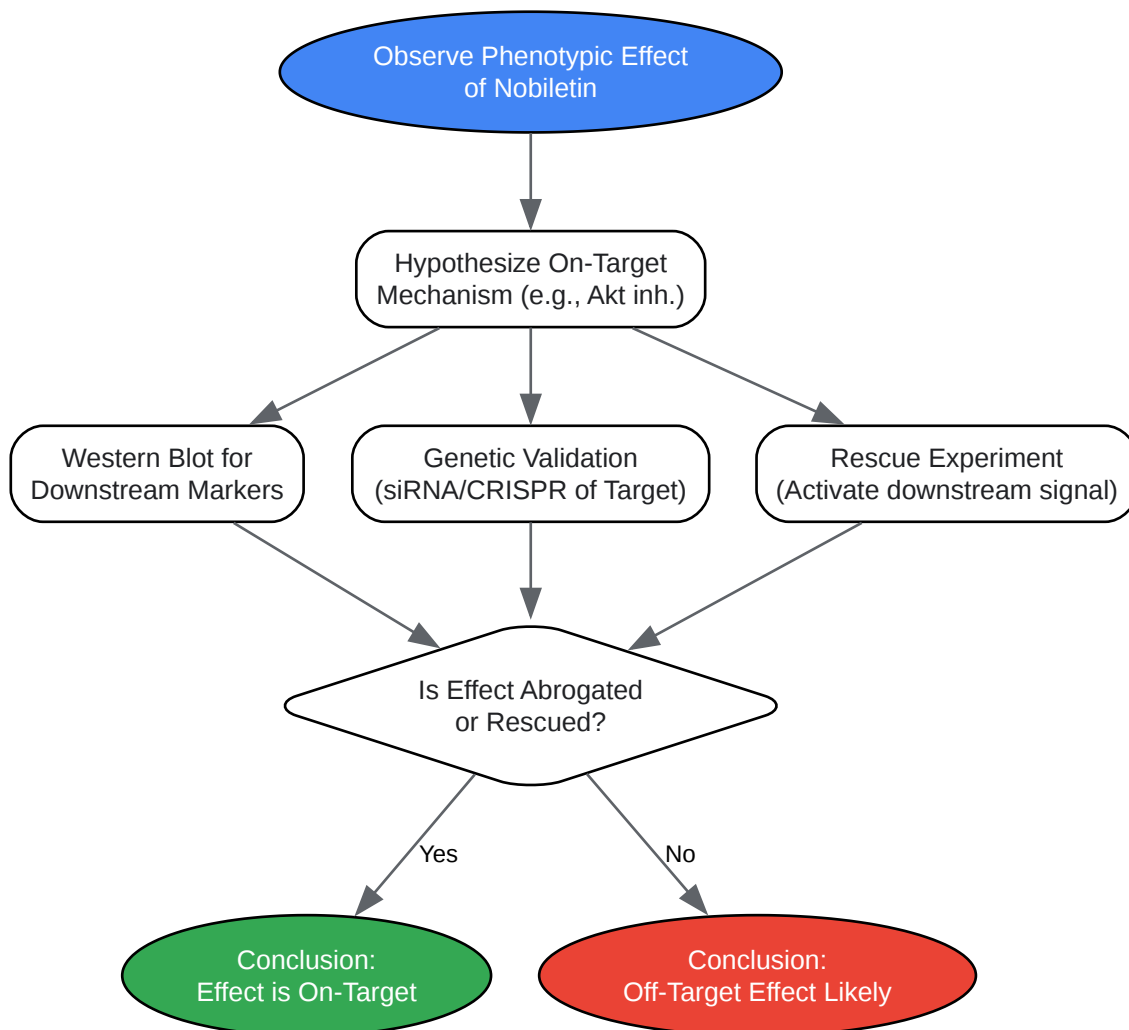 Observe Phenotypic Effect
of Nobiletin
Hypothesize On-Target
Mechanism (e.g., Akt inh.)
Western Blot for
Downstream Markers
Genetic Validation
(siRNA/CRISPR of Target)
Rescue Experiment
(Activate downstream signal)
Is Effect Abrogated
or Rescued?
Yes
No
Conclusion:
Effect is On-Target
Conclusion:
Off-Target Effect Likely